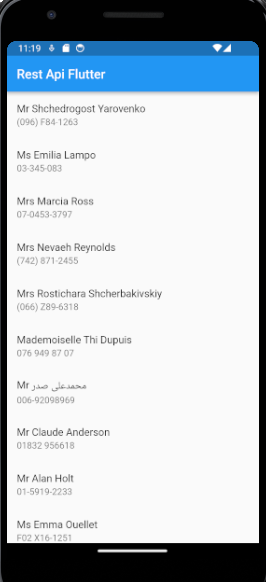 11:19
Rest Api Flutter
Mr Shchedrogost Yarovenko
(096) F84-1263
Ms Emilia Lampo
03-345-083
Mrs Marcia Ross
07-0453-3797
Mrs Nevaeh Reynolds
(742) 871-2455
Mrs Rostichara Shcherbakivskiy
(066) Z89-6318
Mademoiselle Thi Dupuis
076 949 87 07
Mr محمدعلی صدر
006-92098969
Mr Claude Anderson
01832 956618
Mr Alan Holt
01-5919-2233
Ms Emma Ouellet
F02 X16-1251